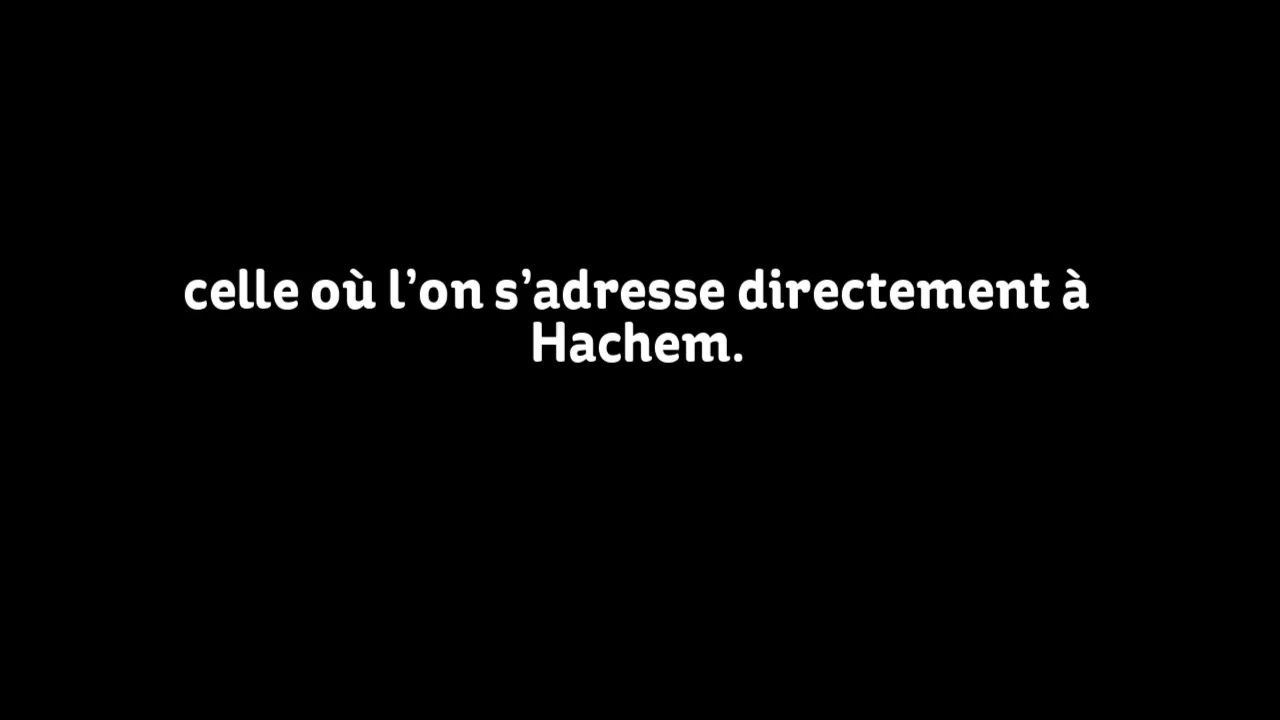 celle où l’on s’adresse directement à
Hachem.